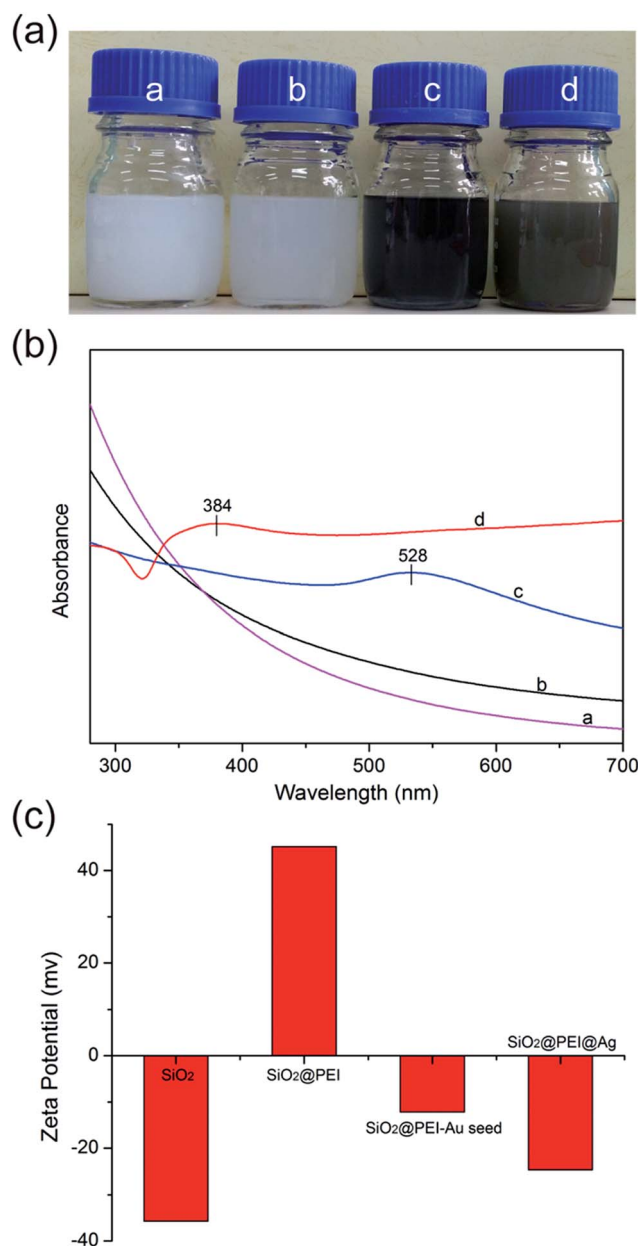 (a)
a b c d
(b)
384
528
d
c
b
a
Absorbance
300 400 500 600 700
Wavelength (nm)
(c)
40
20
0
-20
-40
Zeta Potential (mv)
SiO₂@PEI@Ag
SiO₂ SiO₂@PEI
SiO₂@PEI-Au seed